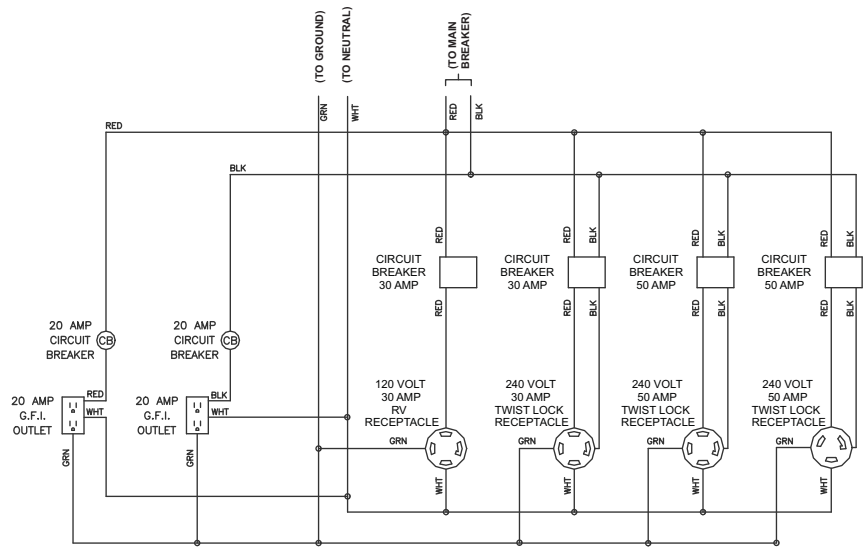 (TO GROUND)
(TO NEUTRAL)
(TO MAIN
BREAKER)
GRN
WHT
RED
BLK
RED
BLK
RED
RED
BLK
RED
BLK
RED
BLK
CIRCUIT
BREAKER
30 AMP
CIRCUIT
BREAKER
30 AMP
CIRCUIT
BREAKER
50 AMP
CIRCUIT
BREAKER
50 AMP
RED
RED
BLK
RED
BLK
RED
BLK
20 AMP
CIRCUIT
BREAKER
CB
20 AMP
CIRCUIT
BREAKER
CB
20 AMP
G.F.I.
OUTLET
RED
WHT
GRN
20 AMP
G.F.I.
OUTLET
BLK
WHT
GRN
120 VOLT
30 AMP
RV
RECEPTACLE
GRN
WHT
240 VOLT
30 AMP
TWIST LOCK
RECEPTACLE
GRN
WHT
240 VOLT
50 AMP
TWIST LOCK
RECEPTACLE
GRN
WHT
240 VOLT
50 AMP
TWIST LOCK
RECEPTACLE
GRN
WHT